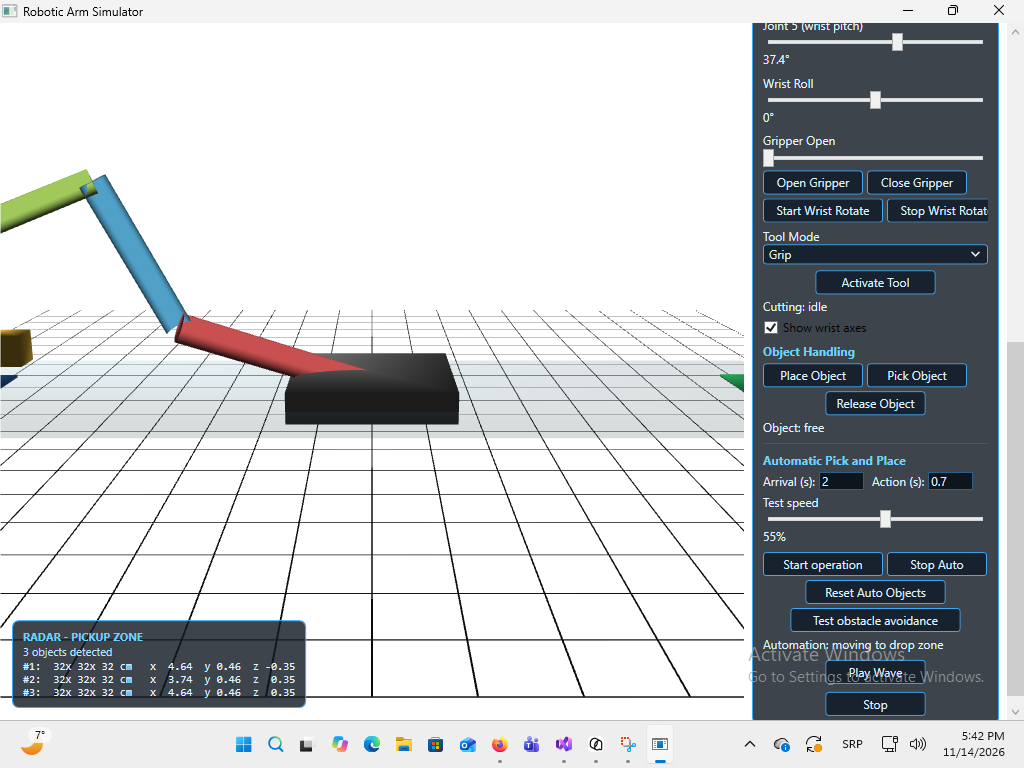 Robotic Arm Simulator
Joint 5 (wrist pitch)
37.4°
Wrist Roll
0°
Gripper Open
Open Gripper Close Gripper
Start Wrist Rotate Stop Wrist Rotat
Tool Mode
Grip
Activate Tool
Cutting: idle
Show wrist axes
Object Handling
Place Object Pick Object
Release Object
Object: free
Automatic Pick and Place
Arrival (s): 2 Action (s): 0.7
Test speed
55%
Start operation Stop Auto
Reset Auto Objects
Test obstacle avoidance
Automation: moving to drop zone
Play Wave
Stop
Activate Windows
Go to Settings to activate Windows.
RADAR - PICKUP ZONE
3 objects detected
#1: 32x 32x 32 cm x 4.64 y 0.46 z -0.35
#2: 32x 32x 32 cm x 3.74 y 0.46 z 0.35
#3: 32x 32x 32 cm x 4.64 y 0.46 z 0.35
7°
SRP
5:42 PM
11/14/2026